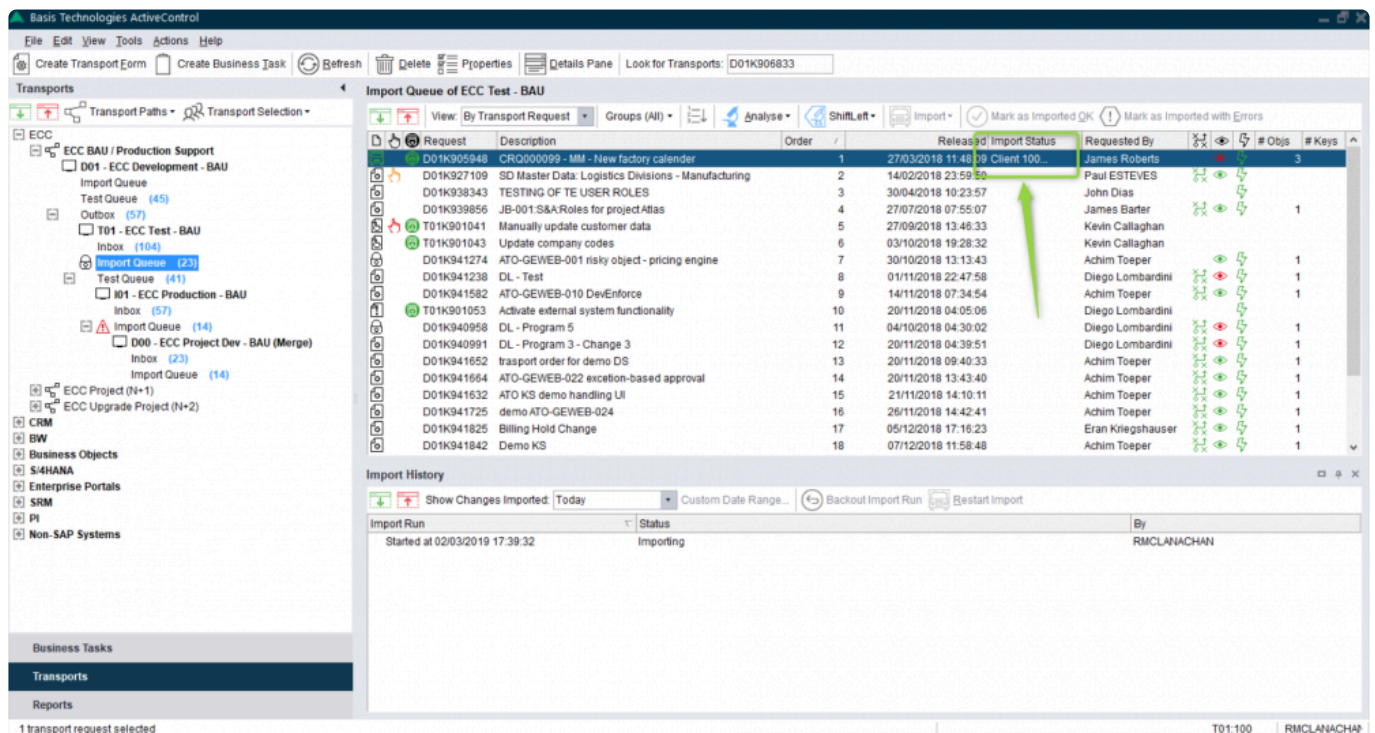 Basis Technologies ActiveControl
File Edit View Tools Actions Help
Create Transport Form Create Business Task Refresh Delete Properties Details Pane Look for Transports: D01K906833
Transports
Transport Paths Transport Selection
ECC
ECC BAU / Production Support
D01 - ECC Development - BAU
Import Queue
Test Queue (45)
Outbox (57)
T01 - ECC Test - BAU
Inbox (104)
Import Queue (23)
Test Queue (41)
I01 - ECC Production - BAU
Inbox (57)
Import Queue (14)
D00 - ECC Project Dev - BAU (Merge)
Inbox (23)
Import Queue (14)
ECC Project (N+1)
ECC Upgrade Project (N+2)
CRM
BW
Business Objects
S/4HANA
Enterprise Portals
SRM
PI
Non-SAP Systems
Business Tasks
Transports
Reports
Import Queue of ECC Test - BAU
View: By Transport Request Groups (All) Analyse ShiftLeft Import Mark as Imported OK Mark as Imported with Errors
Request Description Order / Released Import Status Requested By # Objs # Keys
D01K905948 CRQ000099 - MM - New factory calender 1 27/03/2018 11:48:09 Client 100... James Roberts 3
D01K927109 SD Master Data: Logistics Divisions - Manufacturing 2 14/02/2018 23:59:59 Paul ESTEVES
D01K938343 TESTING OF TE USER ROLES 3 30/04/2018 10:23:57 John Dias
D01K939856 JB-001:S&A:Roles for project Atlas 4 27/07/2018 07:55:07 James Barter 1
T01K901041 Manually update customer data 5 27/09/2018 13:46:33 Kevin Callaghan
T01K901043 Update company codes 6 03/10/2018 19:28:32 Kevin Callaghan
D01K941274 ATO-GEWEB-001 risky object - pricing engine 7 30/10/2018 13:13:43 Achim Toeper 1
D01K941238 DL - Test 8 01/11/2018 22:47:58 Diego Lombardini 1
D01K941582 ATO-GEWEB-010 DevEnforce 9 14/11/2018 07:34:54 Achim Toeper 1
T01K901053 Activate external system functionality 10 20/11/2018 04:05:06 Diego Lombardini
D01K940958 DL - Program 5 11 04/10/2018 04:30:02 Diego Lombardini 1
D01K940991 DL - Program 3 - Change 3 12 20/11/2018 04:39:51 Diego Lombardini 1
D01K941652 trasport order for demo DS 13 20/11/2018 09:40:33 Achim Toeper 1
D01K941664 ATO-GEWEB-022 excetion-based approval 14 20/11/2018 13:43:40 Achim Toeper 1
D01K941632 ATO KS demo handling UI 15 21/11/2018 14:10:11 Achim Toeper 1
D01K941725 demo ATO-GEWEB-024 16 26/11/2018 14:42:41 Achim Toeper 1
D01K941825 Billing Hold Change 17 05/12/2018 17:16:23 Eran Kriegshauser 1
D01K941842 Demo KS 18 07/12/2018 11:58:48 Achim Toeper 1
Import History
Show Changes Imported: Today Custom Date Range... Backout Import Run Restart Import
Import Run Status By
Started at 02/03/2019 17:39:32 Importing RMCLANACHAN
1 transport request selected T01:100 RMCLANACHAN